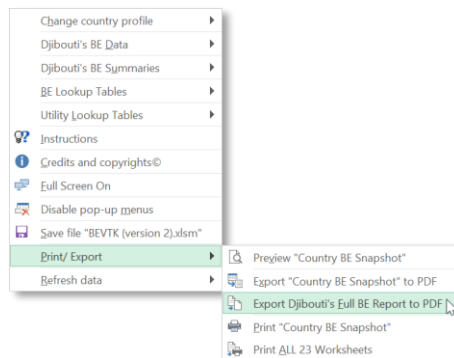 Change country profile
Djibouti's BE Data
Djibouti's BE Summaries
BE Lookup Tables
Utility Lookup Tables
Instructions
Credits and copyrights©
Full Screen On
Disable pop-up menus
Save file "BEVTK (version 2).xlsm"
Print/ Export
Refresh data
Preview "Country BE Snapshot"
Export "Country BE Snapshot" to PDF
Export Djibouti's Full BE Report to PDF
Print "Country BE Snapshot"
Print ALL 23 Worksheets